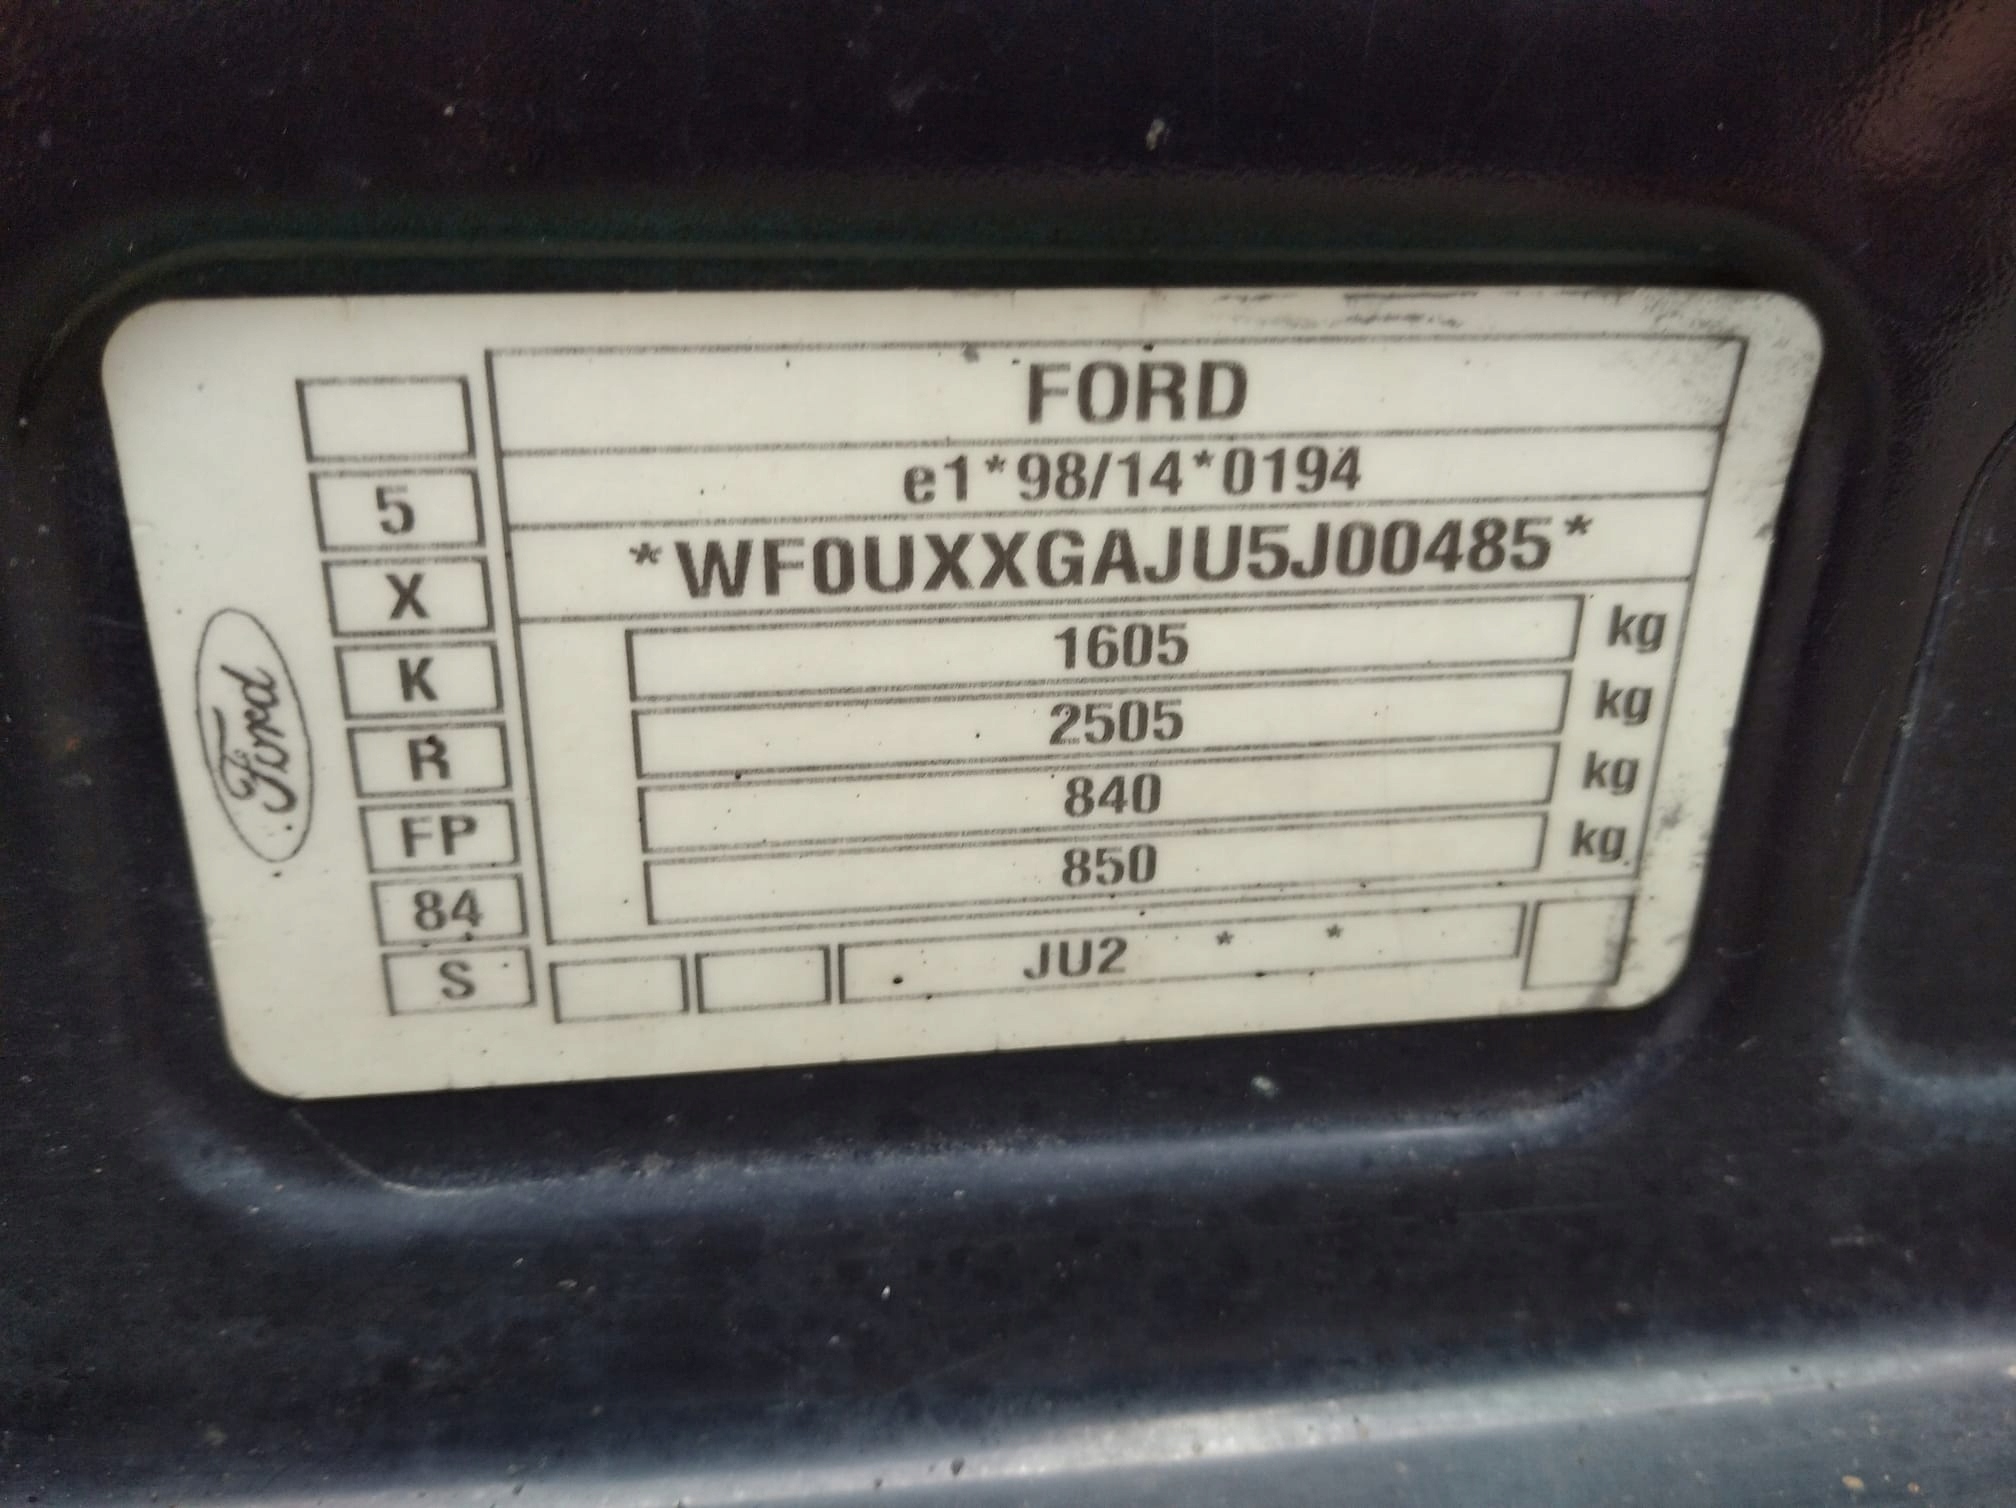 FORD
e1*98/14*0194
*WF0UXXGAJU5J00485*
1605 kg
2505 kg
840 kg
850 kg
JU2 * *
5
X
K
R
FP
84
S
Ford